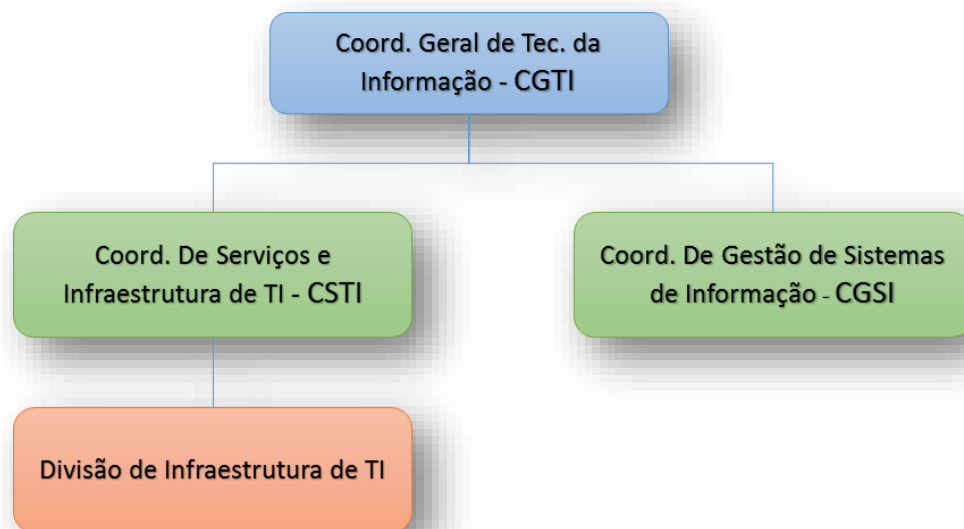 Coord. Geral de Tec. da
Informação - CGTI
Coord. De Serviços e
Infraestrutura de TI - CSTI
Coord. De Gestão de Sistemas
de Informação - CGSI
Divisão de Infraestrutura de TI